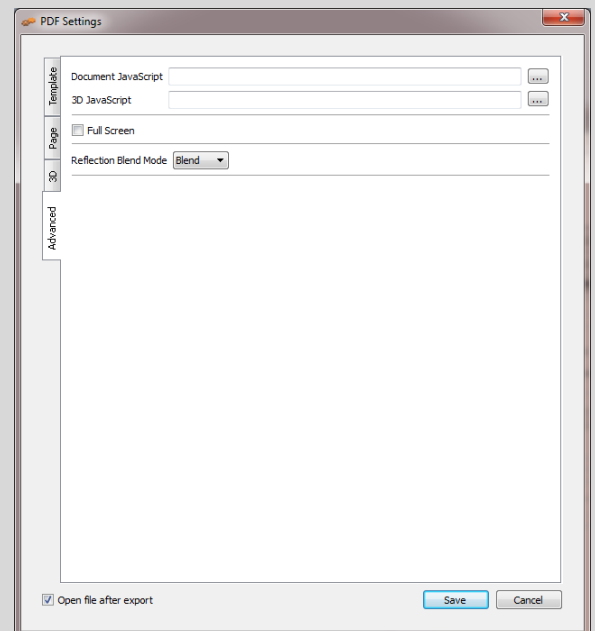 PDF Settings
Template
Page
3D
Advanced
Document JavaScript
...
3D JavaScript
...
Full Screen
Reflection Blend Mode Blend
Open file after export
Save
Cancel